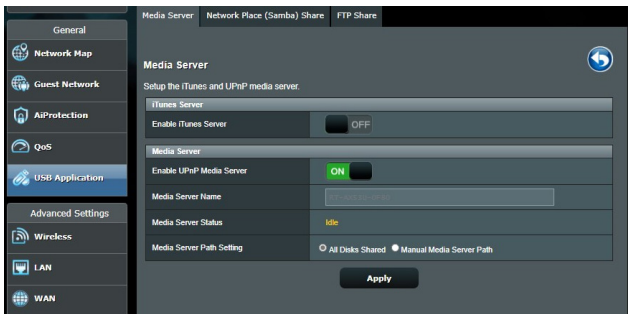 General
Network Map
Guest Network
AiProtection
QoS
USB Application
Advanced Settings
Wireless
LAN
WAN
Media Server
Network Place (Samba) Share
FTP Share
Media Server
Setup the iTunes and UPnP media server.
iTunes Server
Enable iTunes Server
OFF
Media Server
Enable UPnP Media Server
ON
Media Server Name
Media Server Status
Idle
Media Server Path Setting
All Disks Shared Manual Media Server Path
Apply